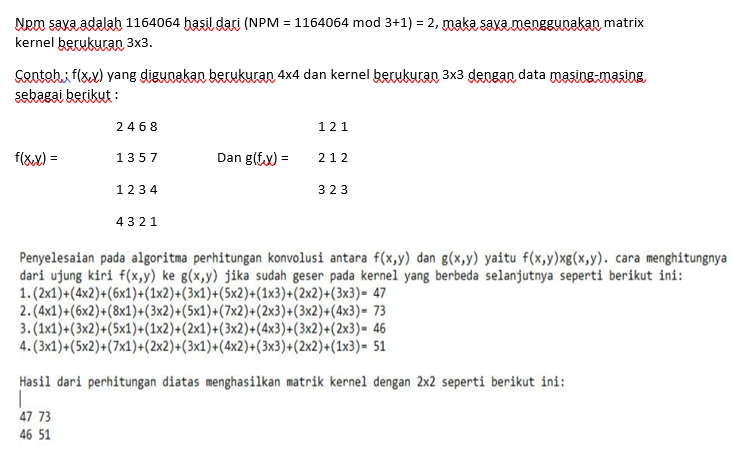 Npm saya adalah 1164064 hasil dari (NPM = 1164064 mod 3+1) = 2, maka saya menggunakan matrix
kernel berukuran 3x3.
Contoh : f(x,y) yang digunakan berukuran 4x4 dan kernel berukuran 3x3 dengan data masing-masing
sebagai berikut :
2 4 6 8 1 2 1
f(x,y) = 1 3 5 7 Dan g(f,y) = 2 1 2
1 2 3 4 3 2 3
4 3 2 1
Penyelesaian pada algoritma perhitungan konvolusi antara f(x,y) dan g(x,y) yaitu f(x,y)xg(x,y). cara menghitungnya
dari ujung kiri f(x,y) ke g(x,y) jika sudah geser pada kernel yang berbeda selanjutnya seperti berikut ini:
1.(2x1)+(4x2)+(6x1)+(1x2)+(3x1)+(5x2)+(1x3)+(2x2)+(3x3)= 47
2.(4x1)+(6x2)+(8x1)+(3x2)+(5x1)+(7x2)+(2x3)+(3x2)+(4x3)= 73
3.(1x1)+(3x2)+(5x1)+(1x2)+(2x1)+(3x2)+(4x3)+(3x2)+(2x3)= 46
4.(3x1)+(5x2)+(7x1)+(2x2)+(3x1)+(4x2)+(3x3)+(2x2)+(1x3)= 51
Hasil dari perhitungan diatas menghasilkan matrik kernel dengan 2x2 seperti berikut ini:
47 73
46 51